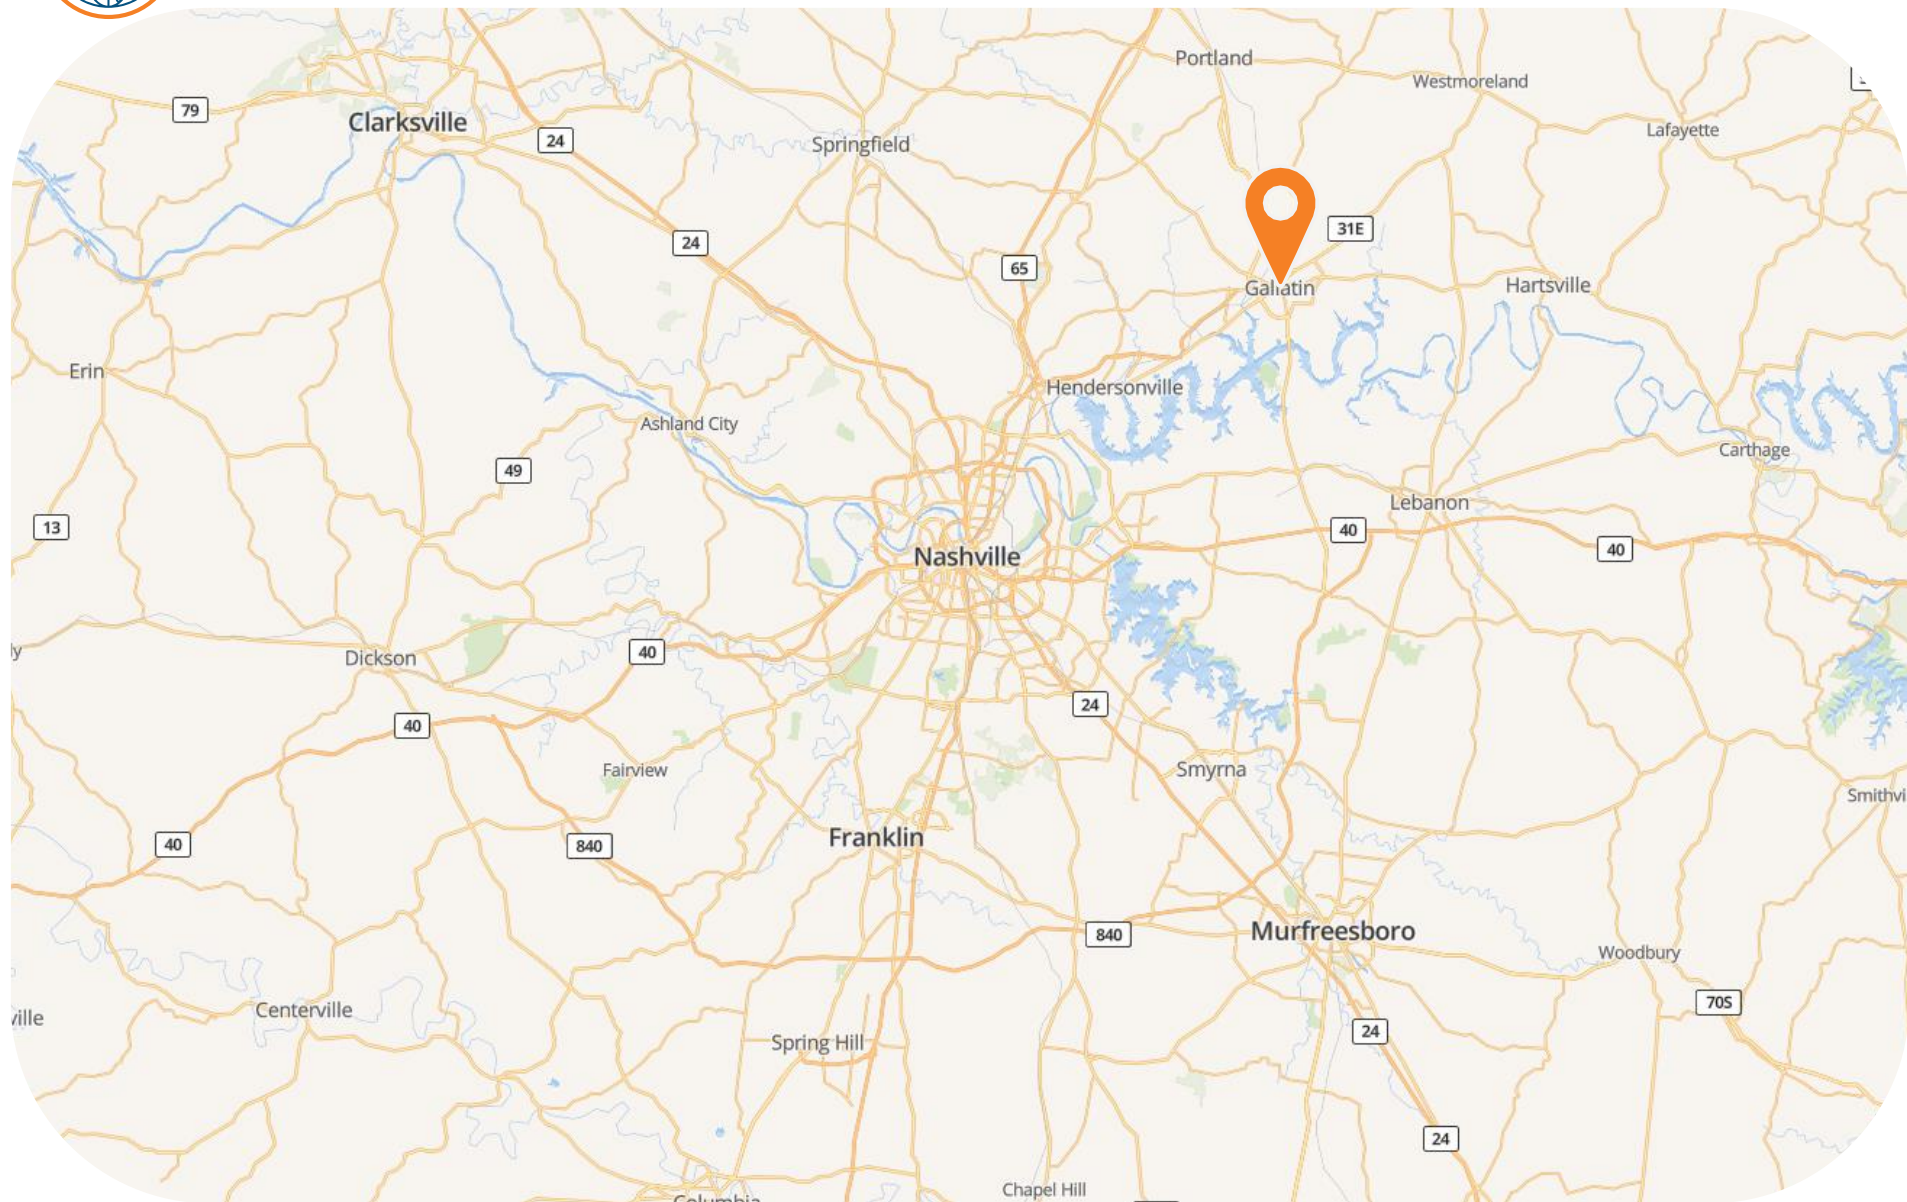 Portland
Westmoreland
79
Clarksville
Lafayette
24
Springfield
31E
24
65
Gallatin
Hartsville
Erin
Hendersonville
Ashland City
Carthage
49
Lebanon
13
40
40
Nashville
Dickson
40
24
40
Fairview
Smyrna
Smithvi
Franklin
40
840
Murfreesboro
840
Woodbury
70S
Centerville
ville
24
Spring Hill
24
Chapel Hill
Columbia